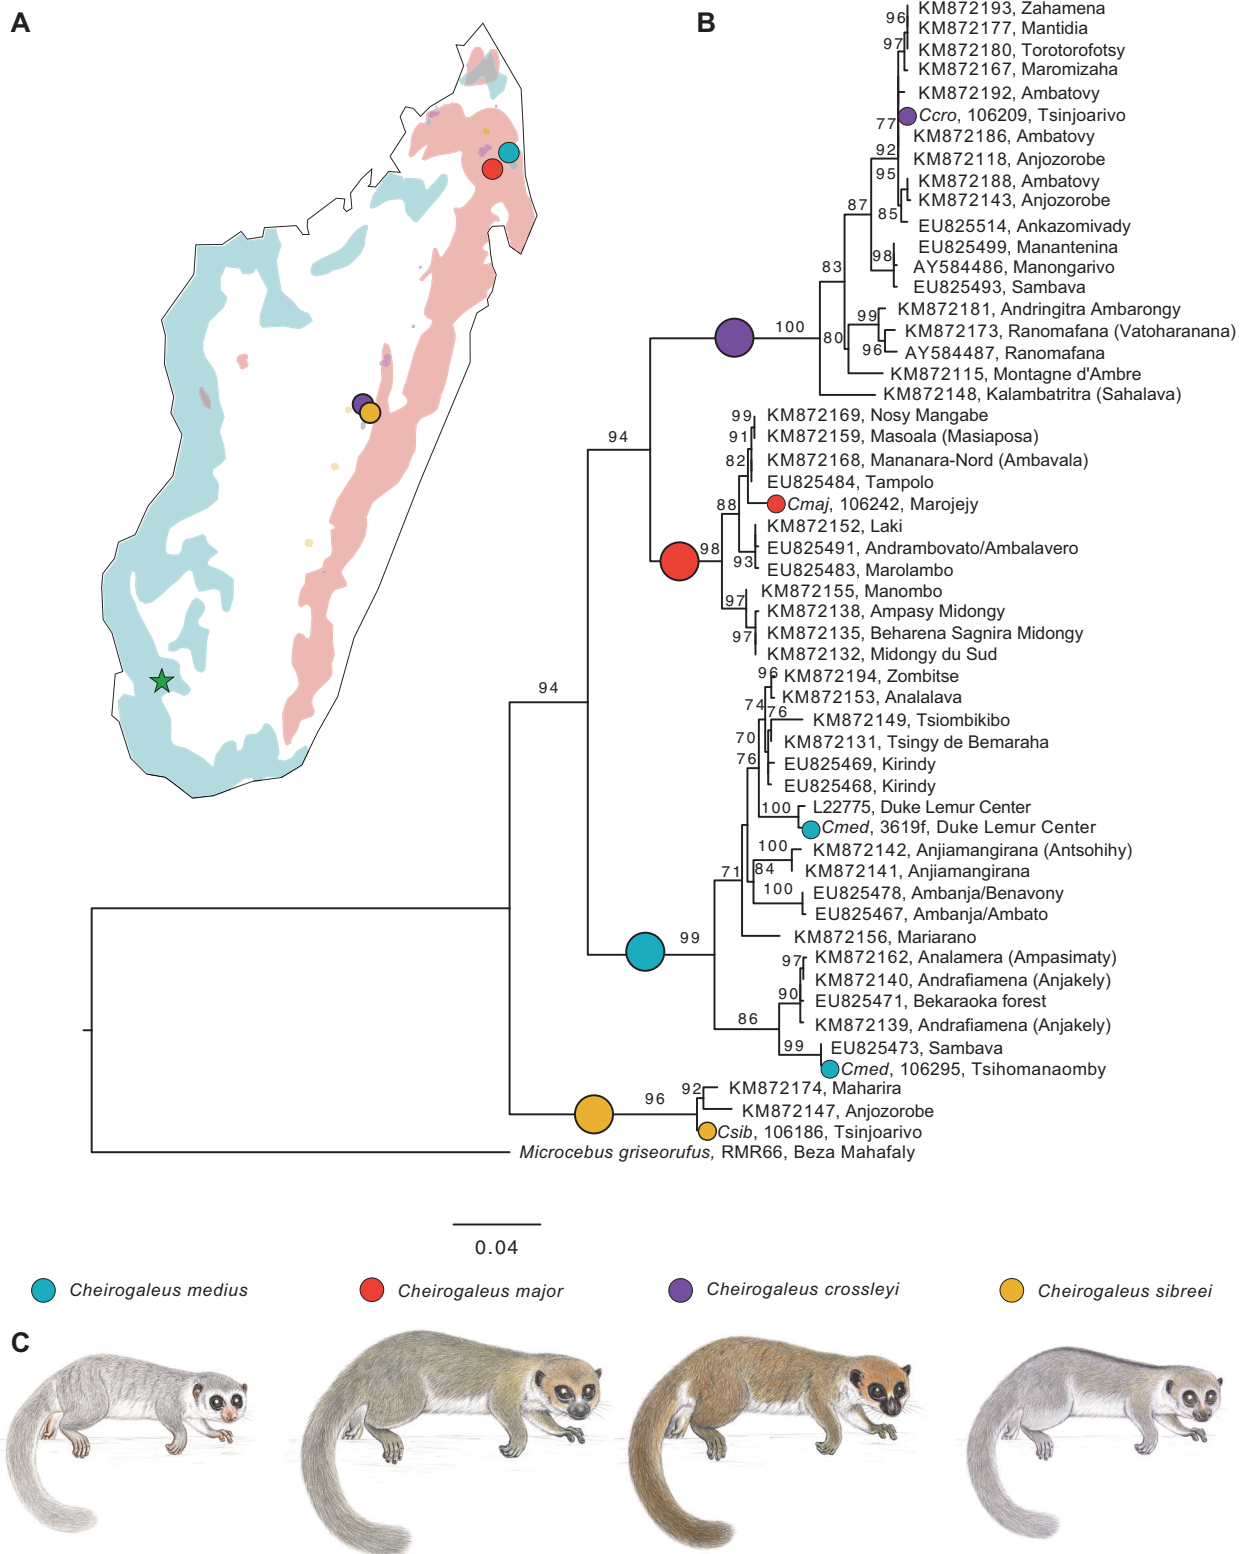 A
B
96
KM872193, Zahamena
KM872177, Mantidia
97
KM872180, Torotorofotsy
KM872167, Maromizaha
KM872192, Ambatovy
77
Ccro, 106209, Tsinjoarivo
KM872186, Ambatovy
92
KM872118, Anjozorobe
95
KM872188, Ambatovy
KM872143, Anjozorobe
87
85
EU825514, Ankazomivady
EU825499, Manantenina
98
AY584486, Manongarivo
83
EU825493, Sambava
KM872181, Andringitra Ambarongy
99
KM872173, Ranomafana (Vatoharanana)
100
80
96
AY584487, Ranomafana
KM872115, Montagne d'Ambre
KM872148, Kalambatritra (Sahalava)
99
KM872169, Nosy Mangabe
91
KM872159, Masoala (Masiaposa)
94
82
KM872168, Mananara-Nord (Ambavala)
EU825484, Tampolo
88
Cmaj, 106242, Marojejy
KM872152, Laki
98
EU825491, Andrambovato/Ambalavero
93
EU825483, Marolambo
97
KM872155, Manombo
KM872138, Ampasy Midongy
97
KM872135, Beharena Sagnira Midongy
KM872132, Midongy du Sud
96
KM872194, Zombitse
94
KM872153, Analalava
74
76
KM872149, Tsiombikibo
70
KM872131, Tsingy de Bemaraha
76
EU825469, Kirindy
EU825468, Kirindy
100
L22775, Duke Lemur Center
Cmed, 3619f, Duke Lemur Center
100
KM872142, Anjiamangirana (Antsohihy)
71
84
KM872141, Anjiamangirana
100
EU825478, Ambanja/Benavony
EU825467, Ambanja/Ambato
99
KM872156, Mariarano
97
KM872162, Analamera (Ampasimaty)
KM872140, Andrafiamena (Anjakely)
90
EU825471, Bekaraoka forest
86
KM872139, Andrafiamena (Anjakely)
99
EU825473, Sambava
Cmed, 106295, Tsihomanaomby
92
KM872174, Maharira
96
KM872147, Anjozorobe
Csib, 106186, Tsinjoarivo
Microcebus griseorufus, RMR66, Beza Mahafaly
0.04
Cheirogaleus medius
Cheirogaleus major
Cheirogaleus crossleyi
Cheirogaleus sibreei
C